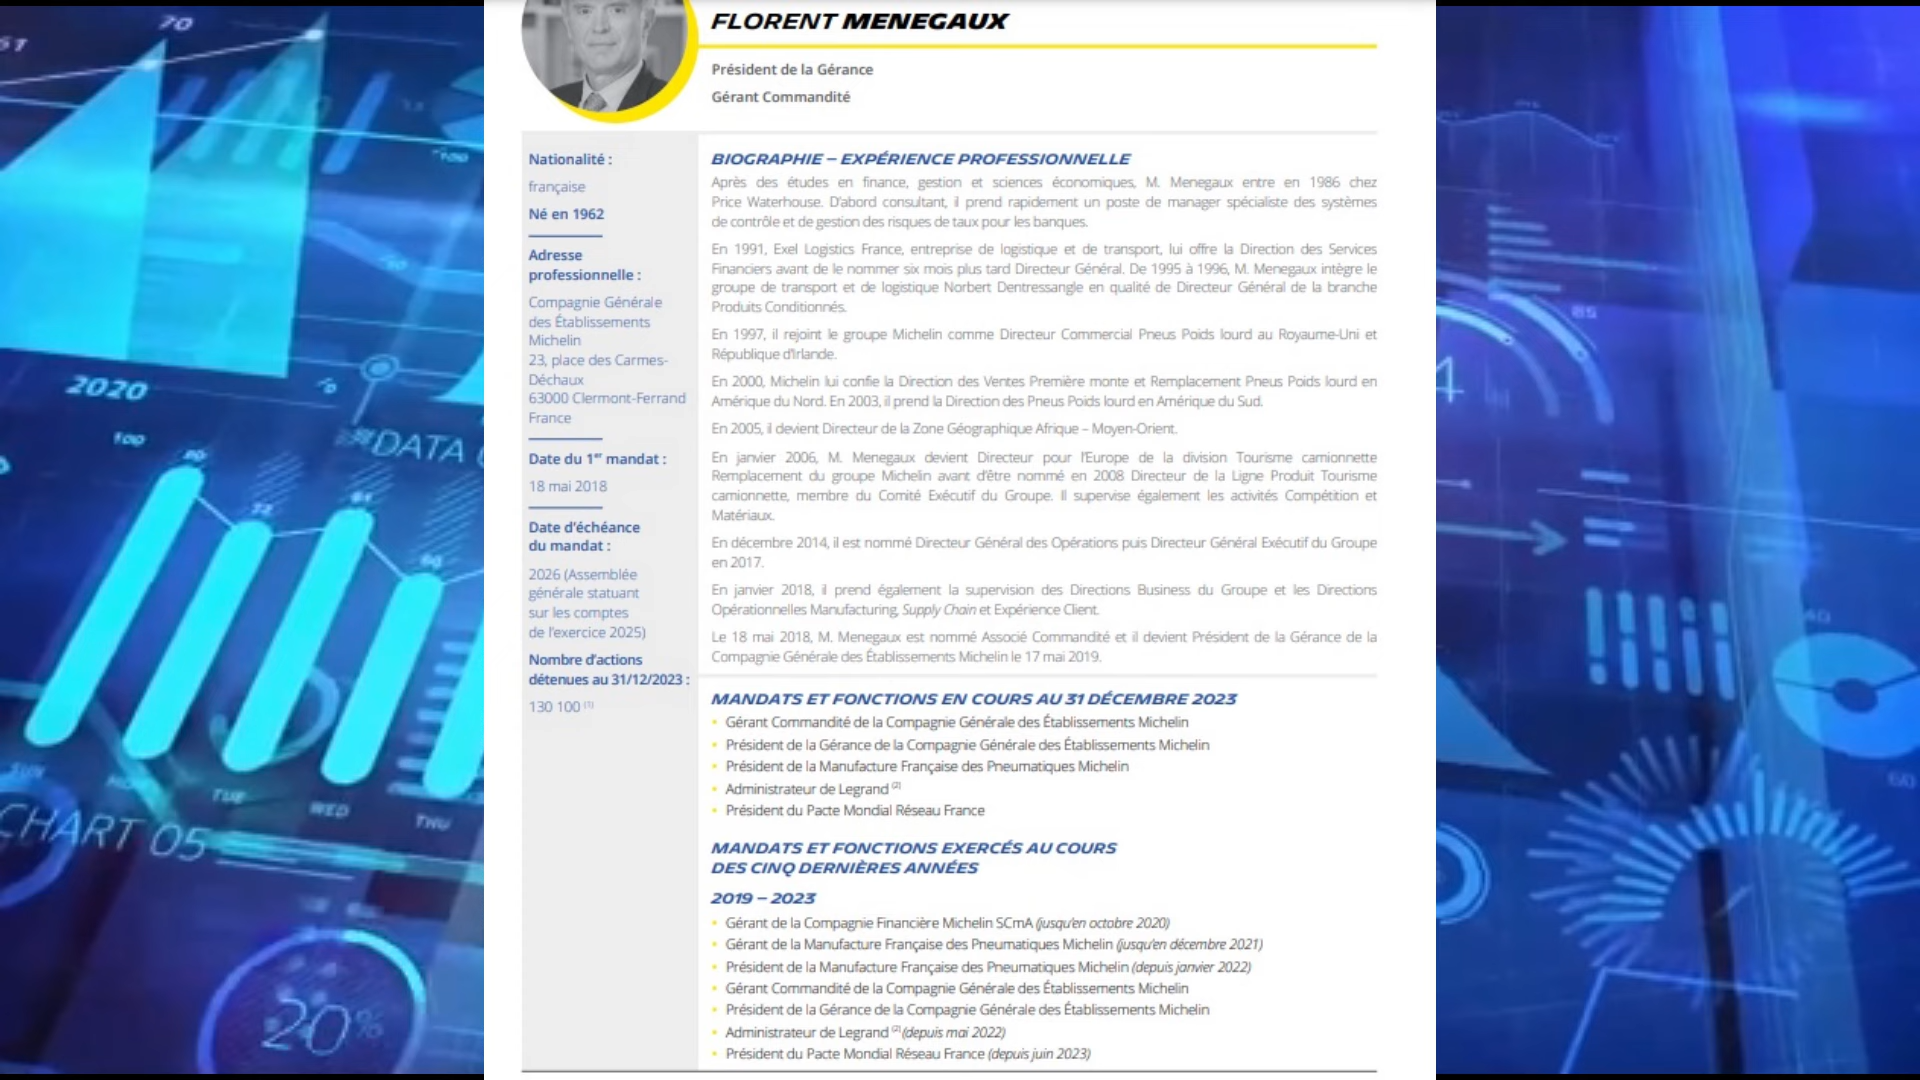 FLORENT MENEGAUX
Président de la Gérance
Gérant Commandité
Nationalité :
française
Né en 1962
Adresse
professionnelle :
Compagnie Générale
des Établissements
Michelin
23, place des Carmes-
Déchaux
63000 Clermont-Ferrand
France
Date du 1er mandat :
18 mai 2018
Date d'échéance
du mandat :
2026 (Assemblée
générale statuant
sur les comptes
de l'exercice 2025)
Nombre d'actions
détenues au 31/12/2023 :
130 100 (1)
BIOGRAPHIE – EXPÉRIENCE PROFESSIONNELLE
Après des études en finance, gestion et sciences économiques, M. Menegaux entre en 1986 chez
Price Waterhouse. D'abord consultant, il prend rapidement un poste de manager spécialiste des systèmes
de contrôle et de gestion des risques de taux pour les banques.
En 1991, Exel Logistics France, entreprise de logistique et de transport, lui offre la Direction des Services
Financiers avant de le nommer six mois plus tard Directeur Général. De 1995 à 1996, M. Menegaux intègre le
groupe de transport et de logistique Norbert Dentressangle en qualité de Directeur Général de la branche
Produits Conditionnés.
En 1997, il rejoint le groupe Michelin comme Directeur Commercial Pneus Poids lourd au Royaume-Uni et
République d'Irlande.
En 2000, Michelin lui confie la Direction des Ventes Première monte et Remplacement Pneus Poids lourd en
Amérique du Nord. En 2003, il prend la Direction des Pneus Poids lourd en Amérique du Sud.
En 2005, il devient Directeur de la Zone Géographique Afrique – Moyen-Orient.
En janvier 2006, M. Menegaux devient Directeur pour l'Europe de la division Tourisme camionnette
Remplacement du groupe Michelin avant d'être nommé en 2008 Directeur de la Ligne Produit Tourisme
camionnette, membre du Comité Exécutif du Groupe. Il supervise également les activités Compétition et
Matériaux.
En décembre 2014, il est nommé Directeur Général des Opérations puis Directeur Général Exécutif du Groupe
en 2017.
En janvier 2018, il prend également la supervision des Directions Business du Groupe et les Directions
Opérationnelles Manufacturing, Supply Chain et Expérience Client.
Le 18 mai 2018, M. Menegaux est nommé Associé Commandité et il devient Président de la Gérance de la
Compagnie Générale des Établissements Michelin le 17 mai 2019.
MANDATS ET FONCTIONS EN COURS AU 31 DÉCEMBRE 2023
• Gérant Commandité de la Compagnie Générale des Établissements Michelin
• Président de la Gérance de la Compagnie Générale des Établissements Michelin
• Président de la Manufacture Française des Pneumatiques Michelin
• Administrateur de Legrand (2)
• Président du Pacte Mondial Réseau France
MANDATS ET FONCTIONS EXERCÉS AU COURS
DES CINQ DERNIÈRES ANNÉES
2019 – 2023
• Gérant de la Compagnie Financière Michelin SCmA (jusqu'en octobre 2020)
• Gérant de la Manufacture Française des Pneumatiques Michelin (jusqu'en décembre 2021)
• Président de la Manufacture Française des Pneumatiques Michelin (depuis janvier 2022)
• Gérant Commandité de la Compagnie Générale des Établissements Michelin
• Président de la Gérance de la Compagnie Générale des Établissements Michelin
• Administrateur de Legrand (2) (depuis mai 2022)
• Président du Pacte Mondial Réseau France (depuis juin 2023)
70
2020
100
#DATA
80
72
81
60
SUN
TUE
WED
THU
CHART 05
20%
85
4
40
60